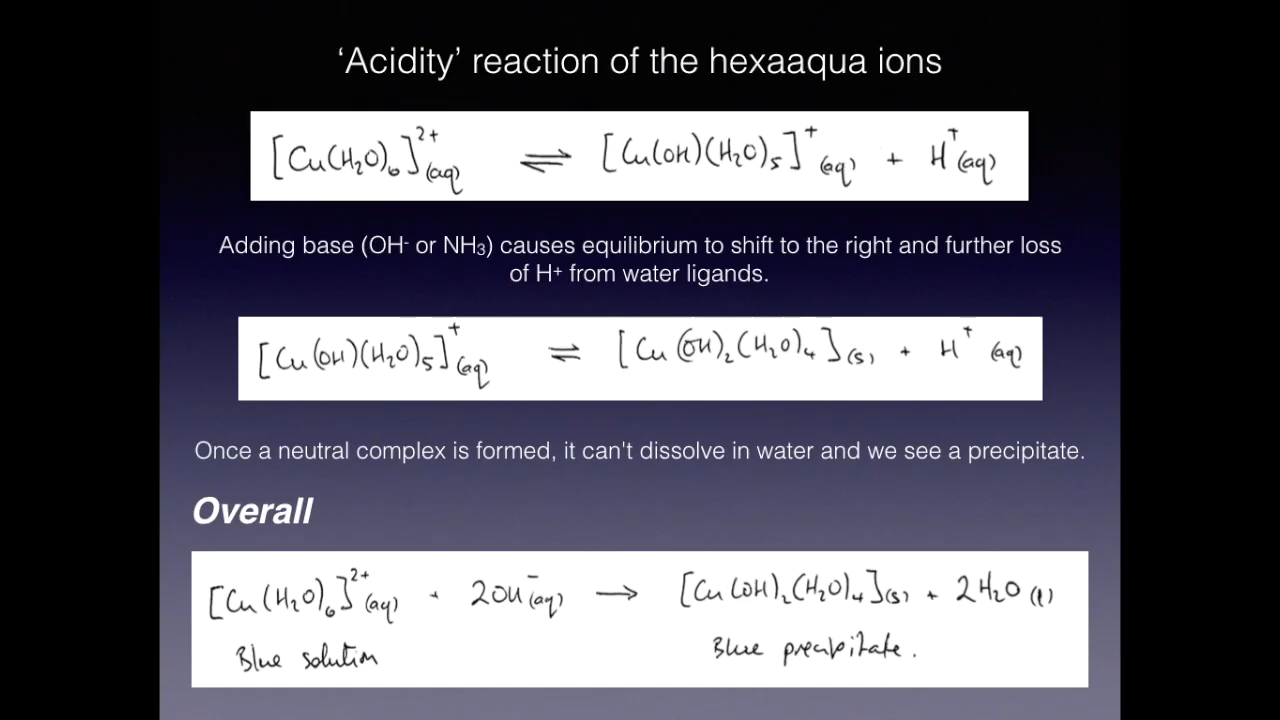 ‘Acidity’ reaction of the hexaaqua ions
[Cu(H₂O)₆]²⁺(aq) ⇌ [Cu(OH)(H₂O)₅]⁺(aq) + H⁺(aq)
Adding base (OH⁻ or NH₃) causes equilibrium to shift to the right and further loss
of H⁺ from water ligands.
[Cu(OH)(H₂O)₅]⁺(aq) ⇌ [Cu(OH)₂(H₂O)₄](s) + H⁺(aq)
Once a neutral complex is formed, it can't dissolve in water and we see a precipitate.
Overall
[Cu(H₂O)₆]²⁺(aq) + 2OH⁻(aq) → [Cu(OH)₂(H₂O)₄](s) + 2H₂O(l)
Blue solution Blue precipitate.